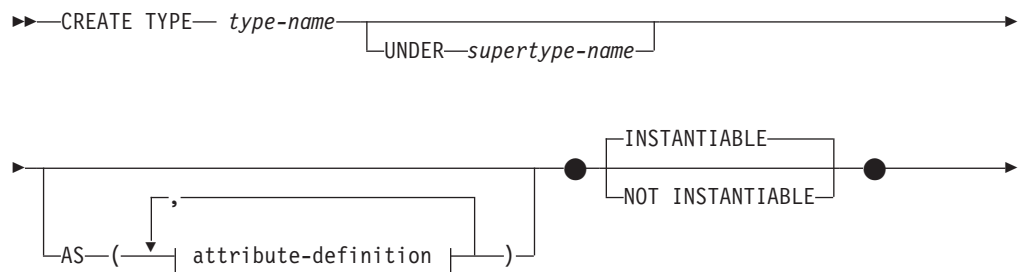 CREATE TYPE type-name
UNDER supertype-name
INSTANTIABLE
NOT INSTANTIABLE
,
AS ( attribute-definition )